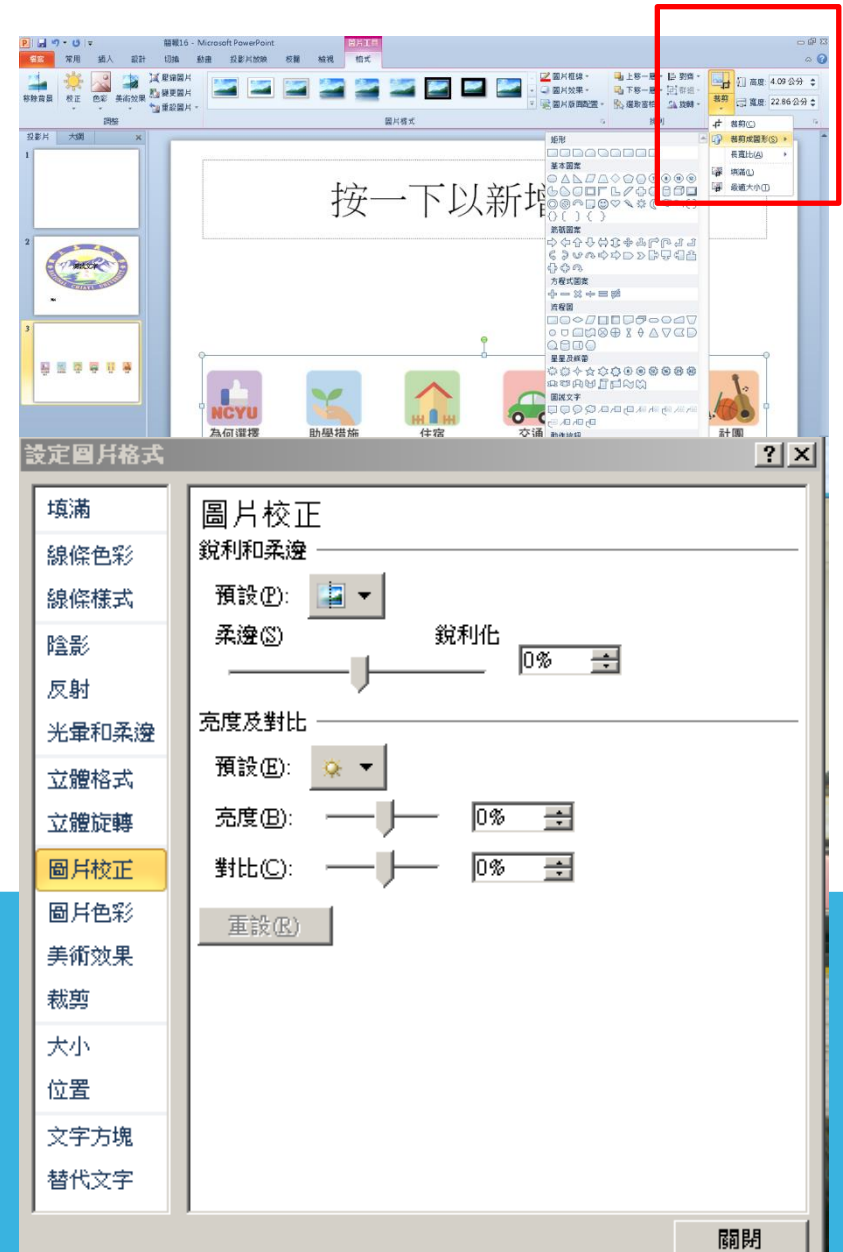 簡報16 - Microsoft PowerPoint
圖片工具
檔案 常用 插入 設計 切換 動畫 投影片放映 校閱 檢視 格式
移除背景 校正 色彩 美術效果
壓縮圖片
變更圖片
重設圖片
圖片框線
圖片效果
圖片版面配置
上移一層
下移一層
選取窗格
對齊
旋轉
裁剪
高度: 4.09 公分
寬度: 22.86 公分
調整
圖片樣式
投影片 大綱
裁剪(C)
裁剪成圖形(S)
長寬比(A)
填滿(L)
最適大小(T)
矩形
基本圖案
箭號圖案
方程式圖案
流程圖
星星及綵帶
圖說文字
動作按鈕
1
2
3
按一下以新增
NCYU
為何選擇
助學措施
住宿
交通
計團
設定圖片格式
填滿
線條色彩
線條樣式
陰影
反射
光暈和柔邊
立體格式
立體旋轉
圖片校正
圖片色彩
美術效果
裁剪
大小
位置
文字方塊
替代文字
圖片校正
銳利和柔邊
預設(P):
柔邊(S) 銳利化
0%
亮度及對比
預設(E):
亮度(B): 0%
對比(C): 0%
重設(R)
關閉